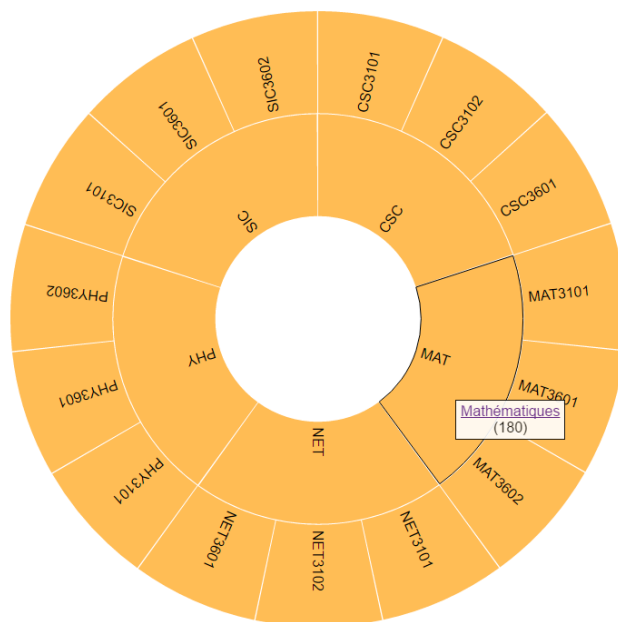 SIC3602
CSC3101
SIC3601
CSC3102
SIC3101
CSC3601
SIC
CSC
PHY3602
MAT3101
PHY
MAT
PHY3601
MAT3601
Mathématiques
(180)
NET
PHY3101
MAT3602
NET3601
NET3102
NET3101